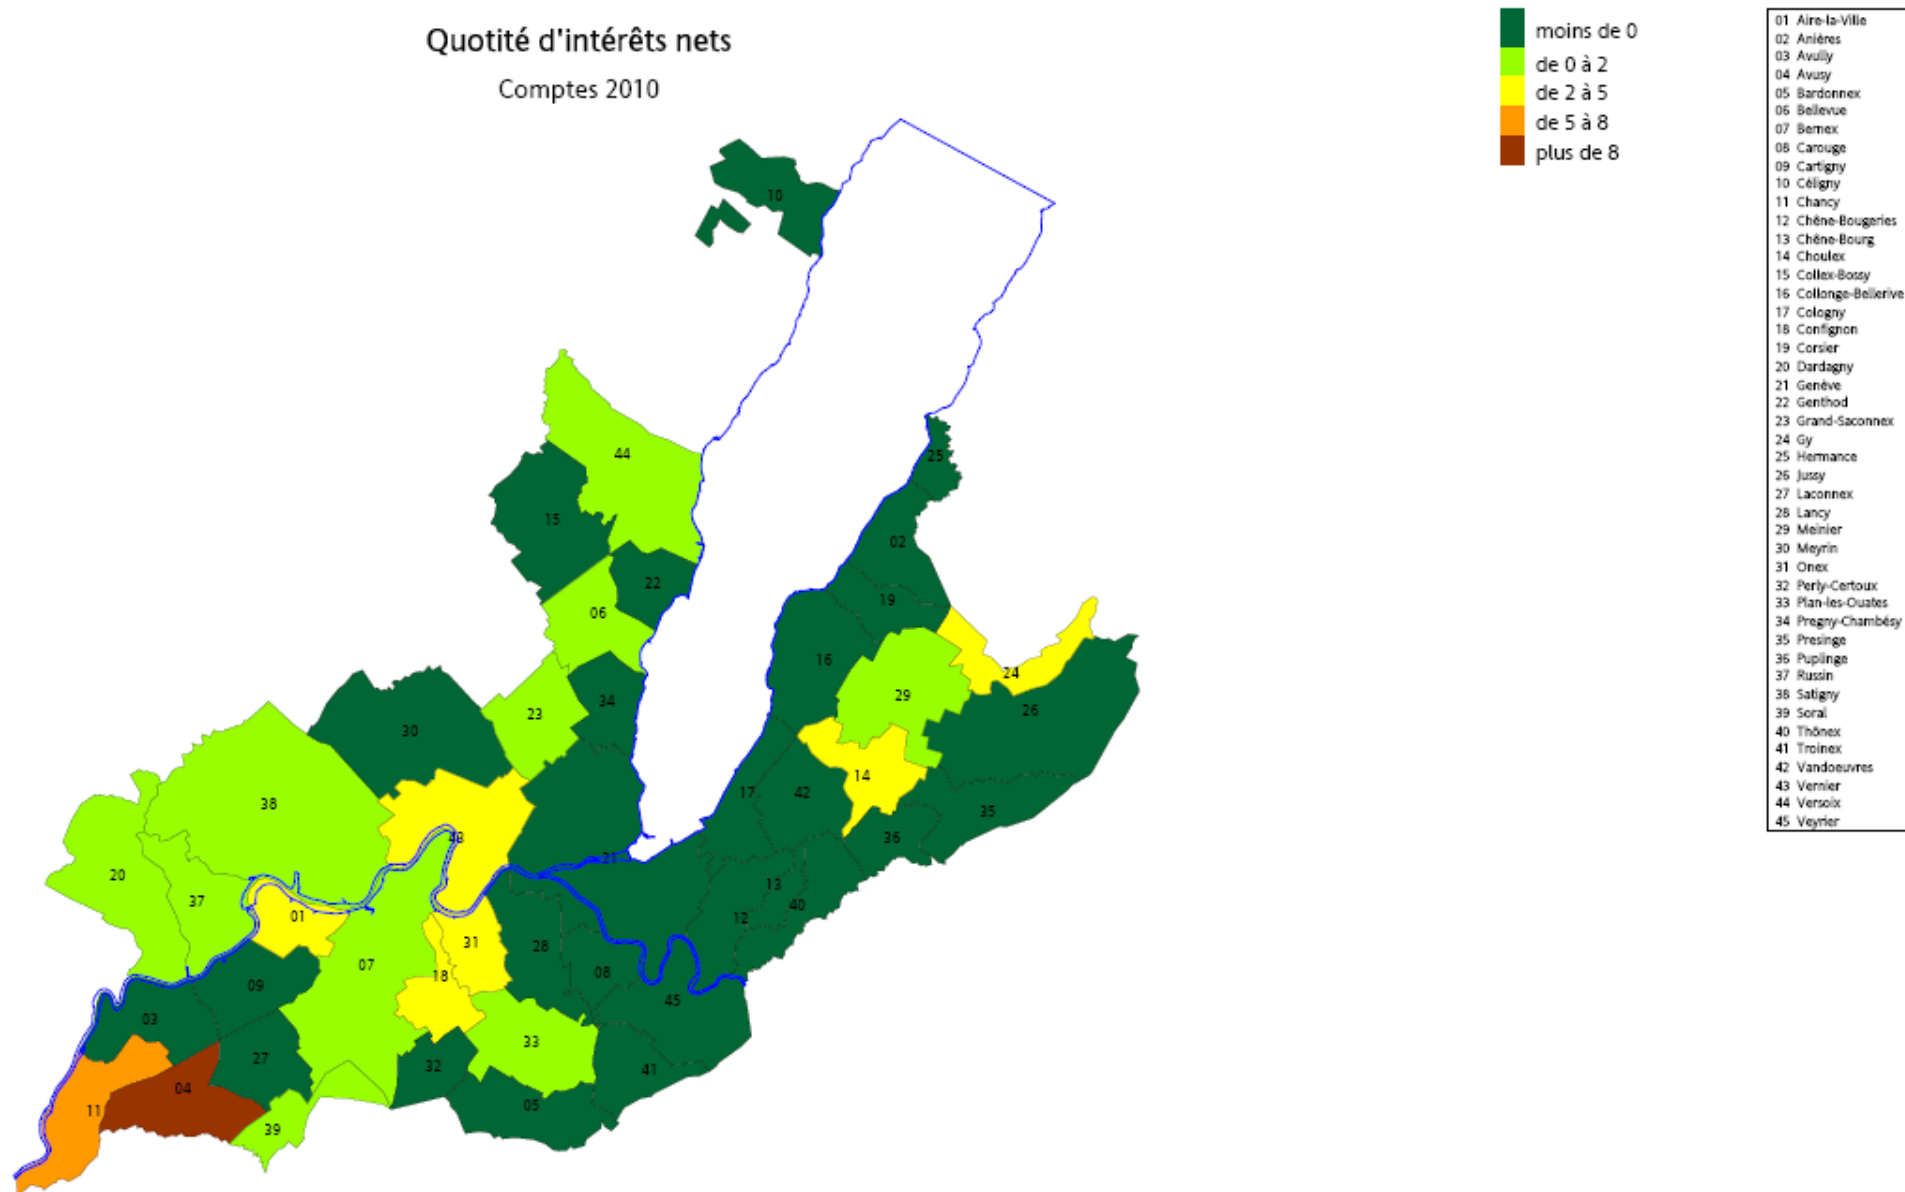 Quotité d'intérêts nets
Comptes 2010
moins de 0
de 0 à 2
de 2 à 5
de 5 à 8
plus de 8
01 Aire-la-Ville
02 Anières
03 Avully
04 Avusy
05 Bardonnex
06 Bellevue
07 Bernex
08 Carouge
09 Cartigny
10 Céligny
11 Chancy
12 Chêne-Bougeries
13 Chêne-Bourg
14 Choulex
15 Collex-Bossy
16 Collonge-Bellerive
17 Cologny
18 Confignon
19 Corsier
20 Dardagny
21 Genève
22 Genthod
23 Grand-Saconnex
24 Gy
25 Hermance
26 Jussy
27 Laconnex
28 Lancy
29 Meinier
30 Meyrin
31 Onex
32 Perly-Certoux
33 Plan-les-Ouates
34 Pregny-Chambésy
35 Presinge
36 Puplinge
37 Russin
38 Satigny
39 Soral
40 Thônex
41 Troinex
42 Vandoeuvres
43 Vernier
44 Versoix
45 Veyrier
10
44
25
15
02
22
19
06
16
24
29
34
26
23
30
14
42
17
38
35
43
36
21
20
13
37
40
01
12
31
28
07
08
18
09
45
03
33
27
32
41
04
05
11
39